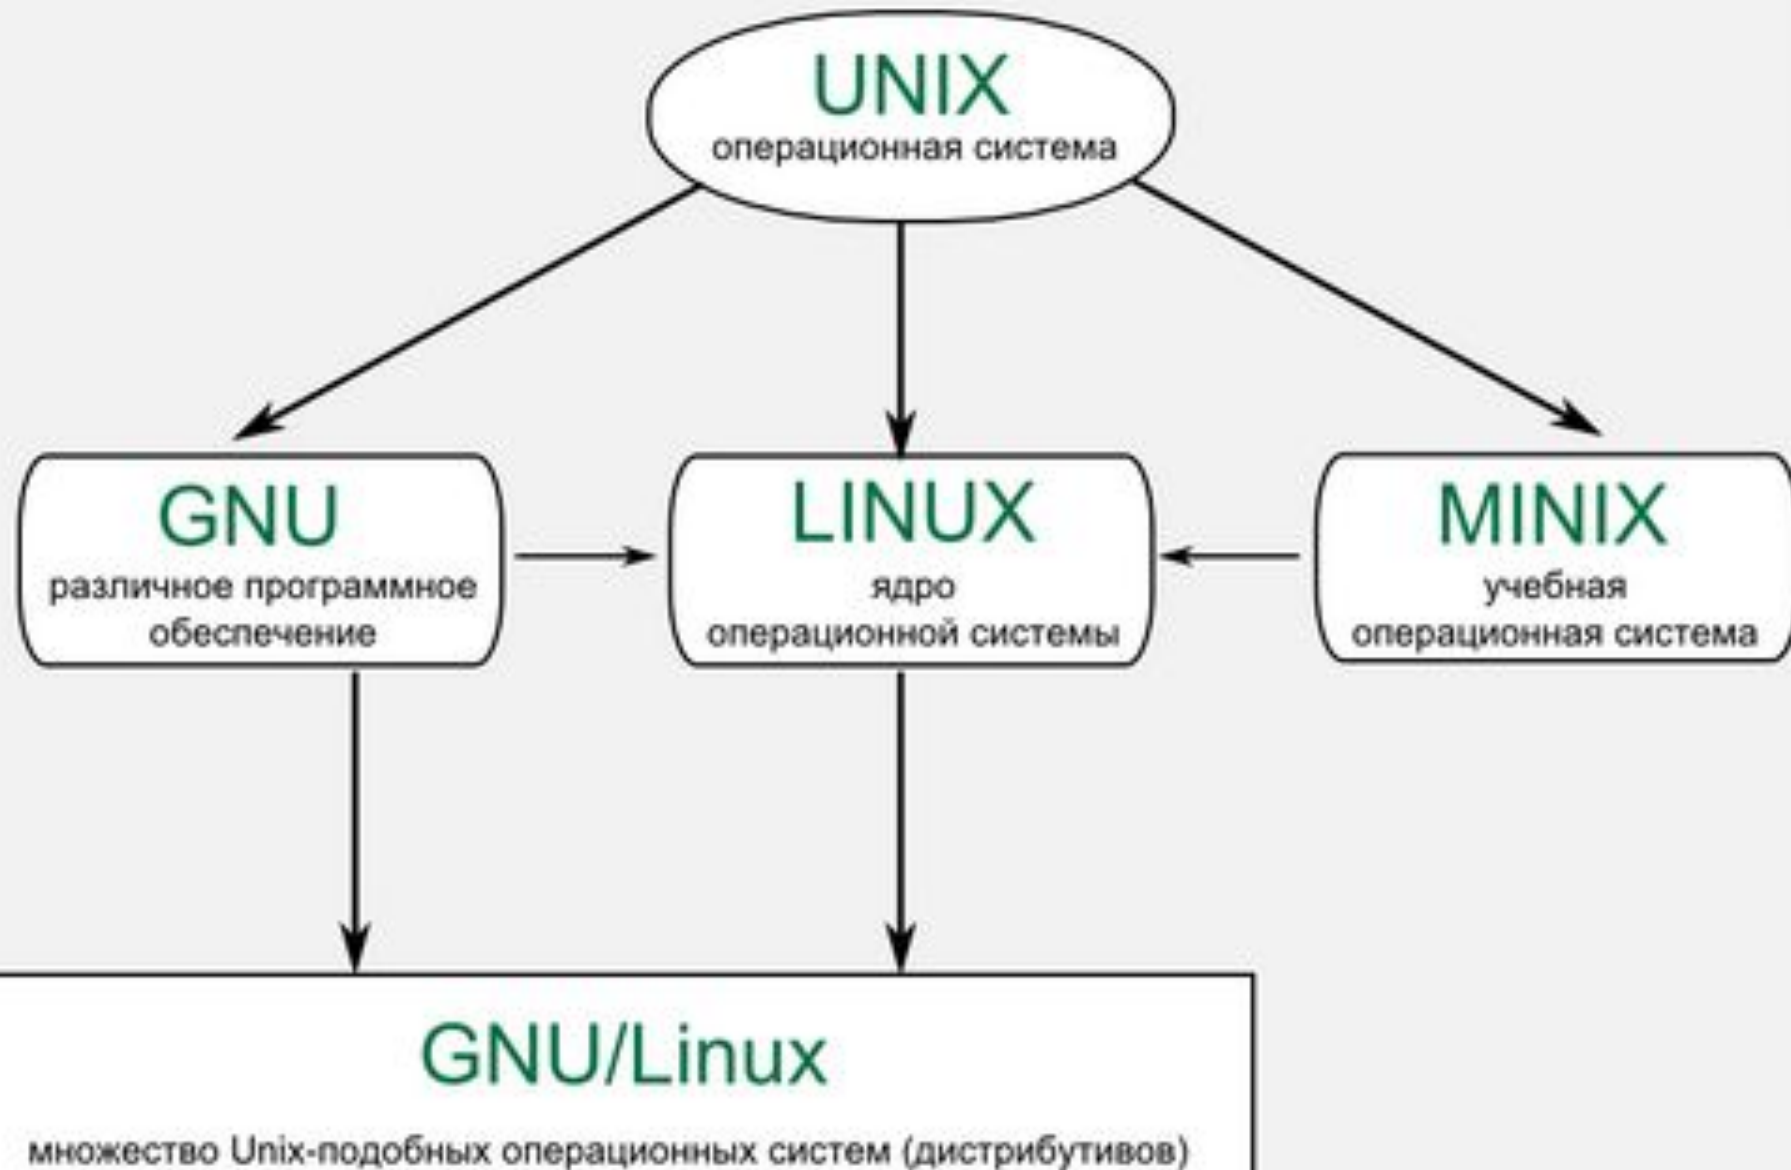 UNIX
операционная система
GNU
различное программное
обеспечение
LINUX
ядро
операционной системы
MINIX
учебная
операционная система
GNU/Linux
множество Unix-подобных операционных систем (дистрибутивов)